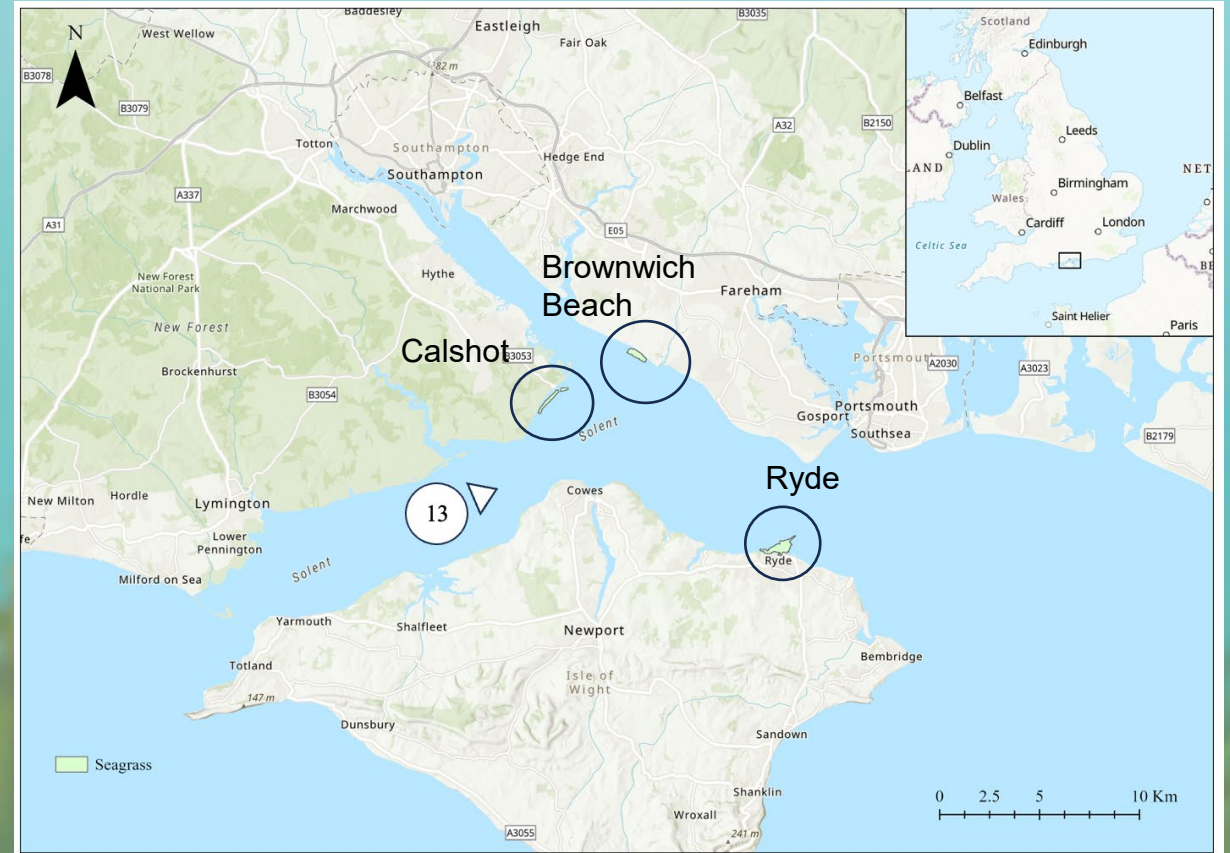 Baddesley
B3035
Scotland
N
West Wellow
Eastleigh
Fair Oak
Edinburgh
B3078
82 m
B3079
Belfast
A32
B2150
Leeds
Totton
Southampton
Hedge End
Dublin
LAND
NET
Southampton
Birmingham
A337
Marchwood
Wales
Cardiff
London
A31
E05
Celtic Sea
BE
Brownwich
Beach
Hythe
New Forest
National Park
Fareham
Saint Helier
Paris
New Forest
Calshot
B3053
Portsmouth
A2030
A3023
Brockenhurst
B3054
Portsmouth
Gosport
Southsea
Solent
B2179
Ryde
New Milton
Hordle
Lymington
Cowes
13
fe
Lower
Pennington
Ryde
Solent
Milford on Sea
Yarmouth
Shalfleet
Newport
Bembridge
Totland
Isle of
Wight
147 m
Dunsbury
Sandown
Seagrass
Shanklin
0 2.5 5 10 Km
Wroxall
A3055
241 m